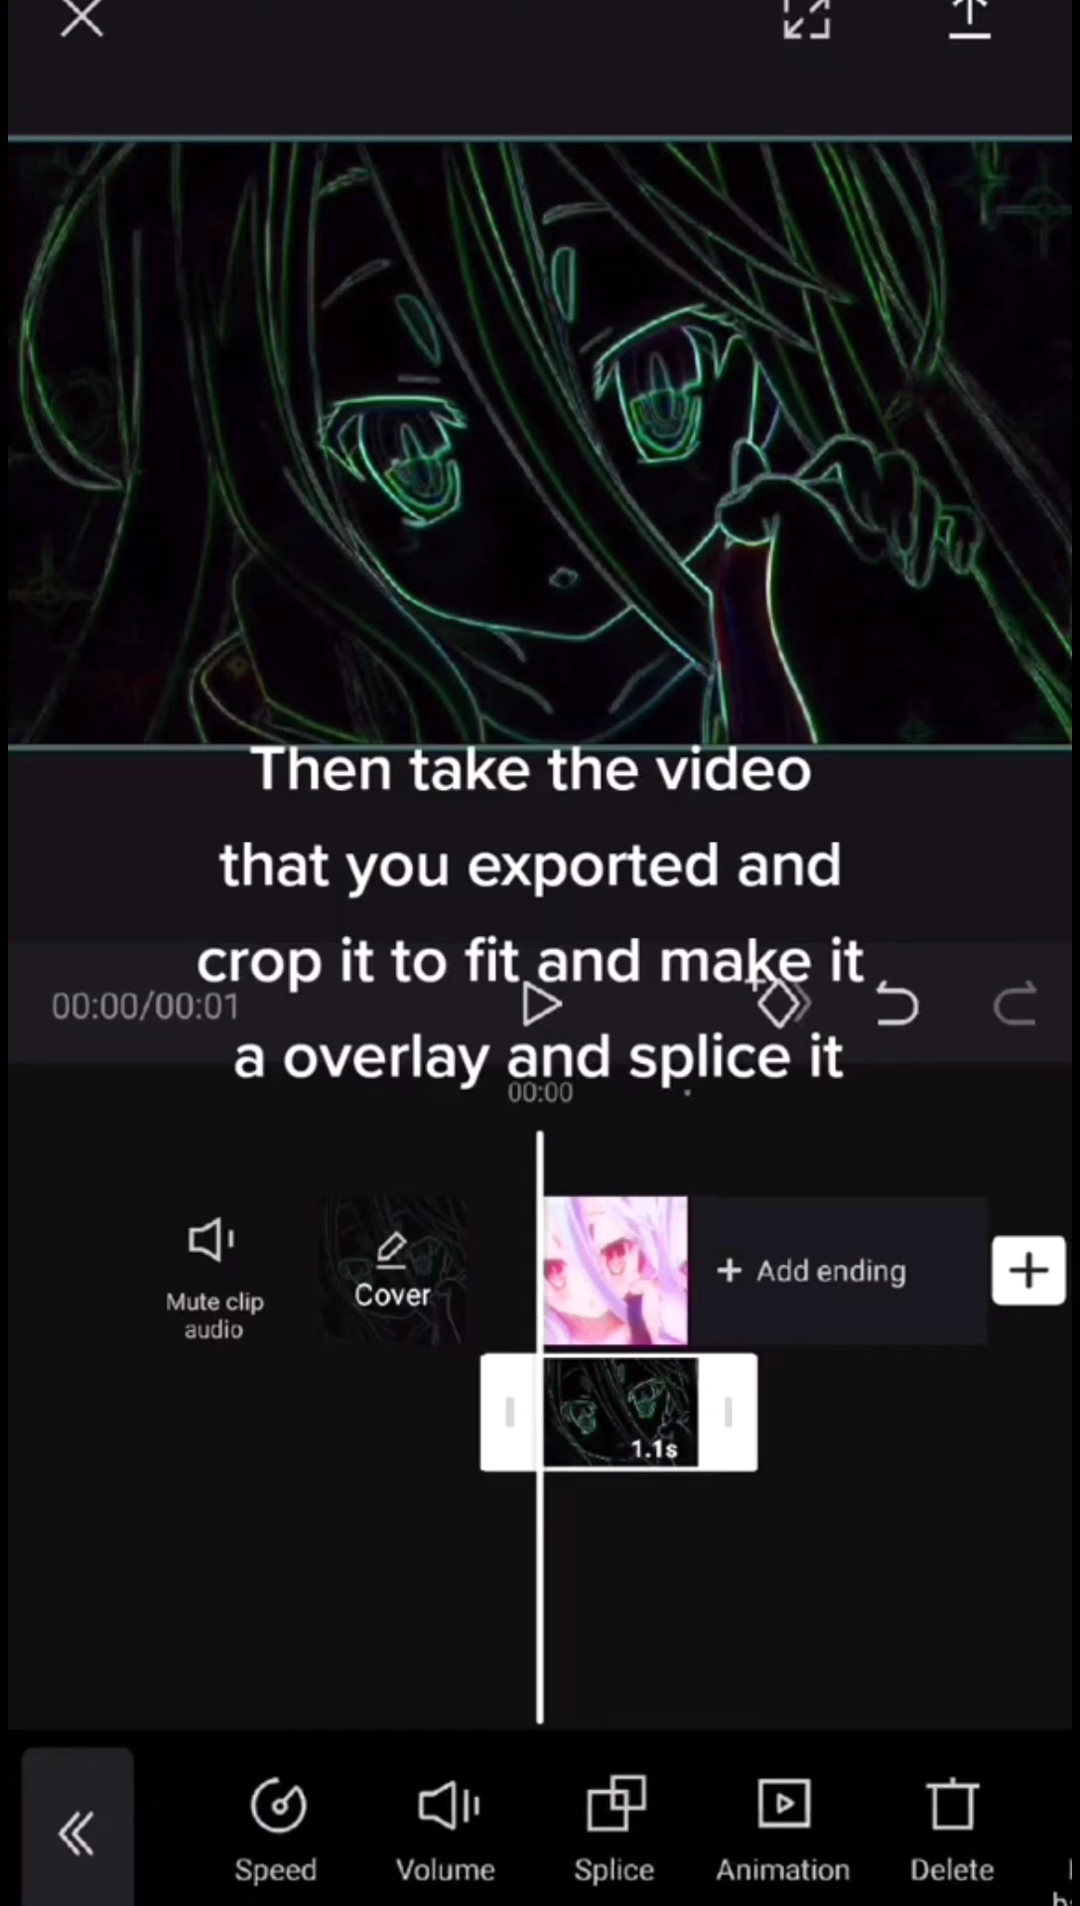 Then take the video
that you exported and
crop it to fit and make it
00:00/00:01
a overlay and splice it
00:00
Mute clip
audio
Cover
+ Add ending
1.1s
Speed
Volume
Splice
Animation
Delete